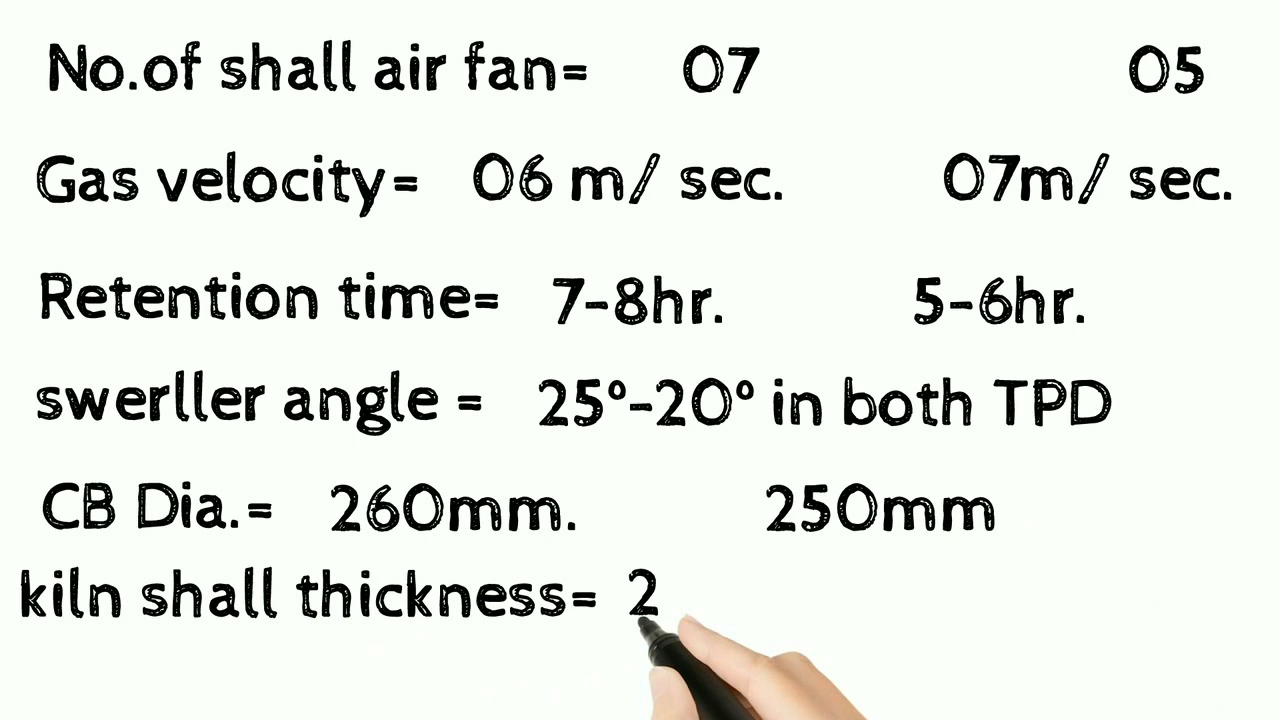 No.of shall air fan= 07 05
Gas velocity= 06 m/ sec. 07m/ sec.
Retention time= 7-8hr. 5-6hr.
swerller angle = 25°-20° in both TPD
CB Dia.= 260mm. 250mm
kiln shall thickness= 2